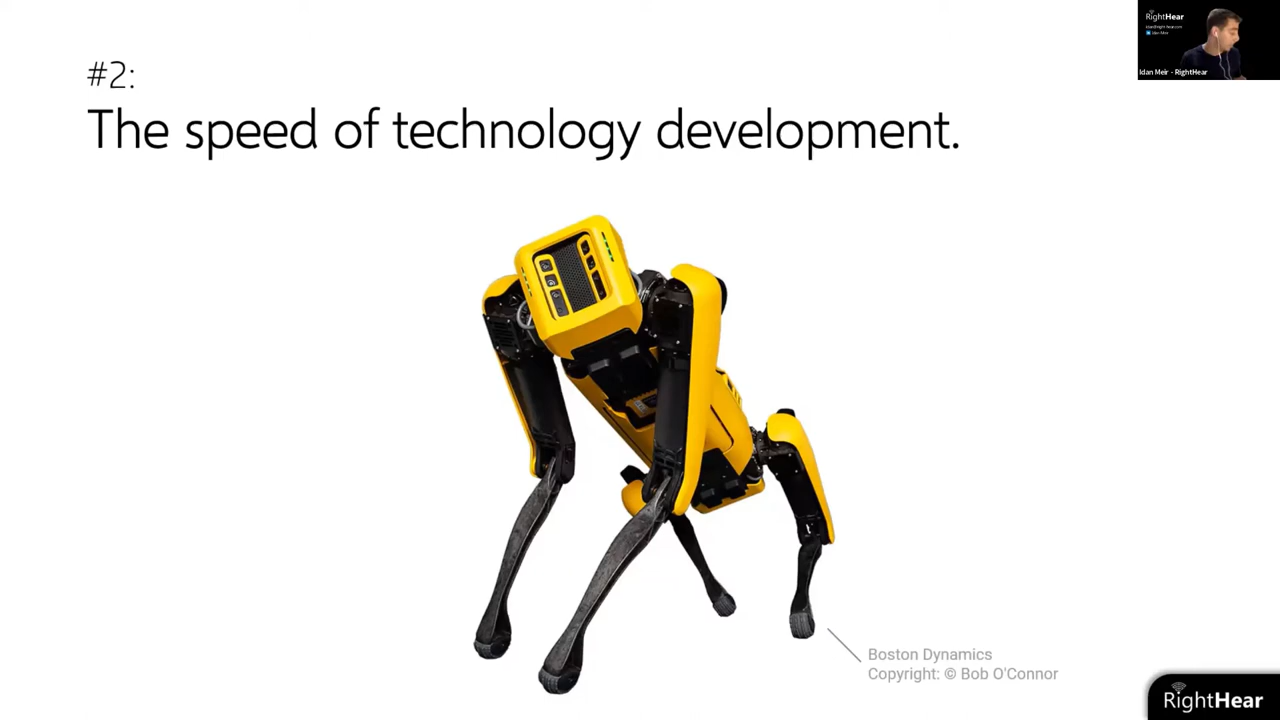 #2:
The speed of technology development.
RightHear
Idan Meir - RightHear
Boston Dynamics
Copyright: © Bob O'Connor
RightHear